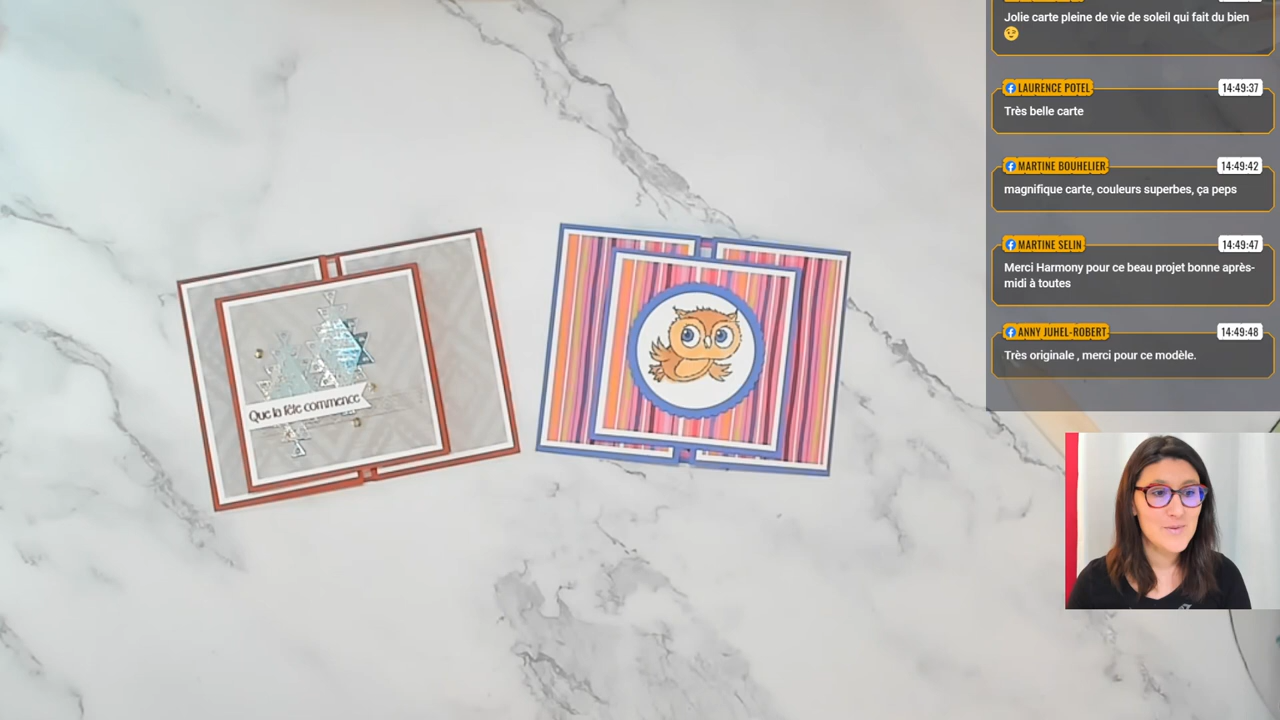 Jolie carte pleine de vie de soleil qui fait du bien
😉
LAURENCE POTEL 14:49:37
Très belle carte
MARTINE BOUHELIER 14:49:42
magnifique carte, couleurs superbes, ça peps
MARTINE SELIN 14:49:47
Merci Harmony pour ce beau projet bonne après-
midi à toutes
ANNY JUHEL-ROBERT 14:49:48
Très originale , merci pour ce modèle.
Que la fête commence